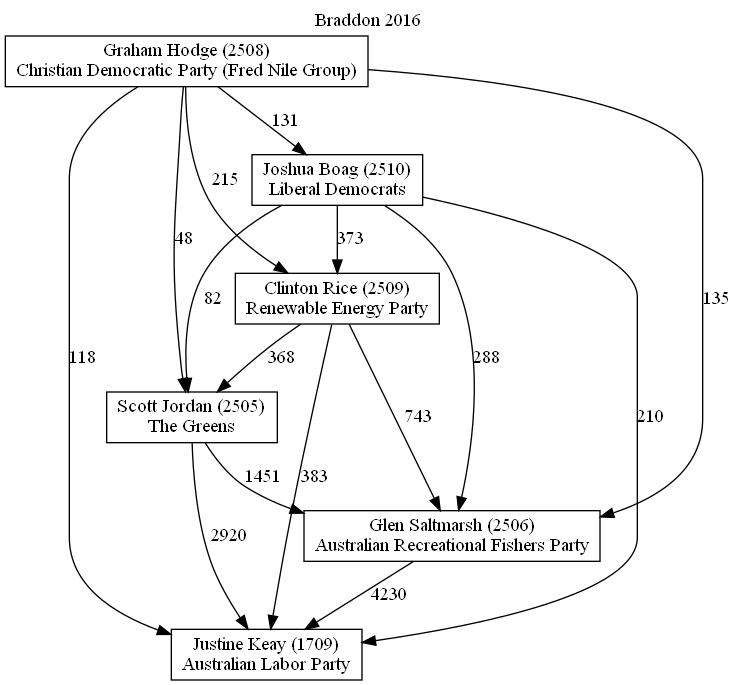 Braddon 2016
Graham Hodge (2508)
Christian Democratic Party (Fred Nile Group)
131
Joshua Boag (2510)
Liberal Democrats
215
48
373
82
Clinton Rice (2509)
Renewable Energy Party
135
118
368
288
Scott Jordan (2505)
The Greens
743
210
1451
383
Glen Saltmarsh (2506)
Australian Recreational Fishers Party
2920
4230
Justine Keay (1709)
Australian Labor Party